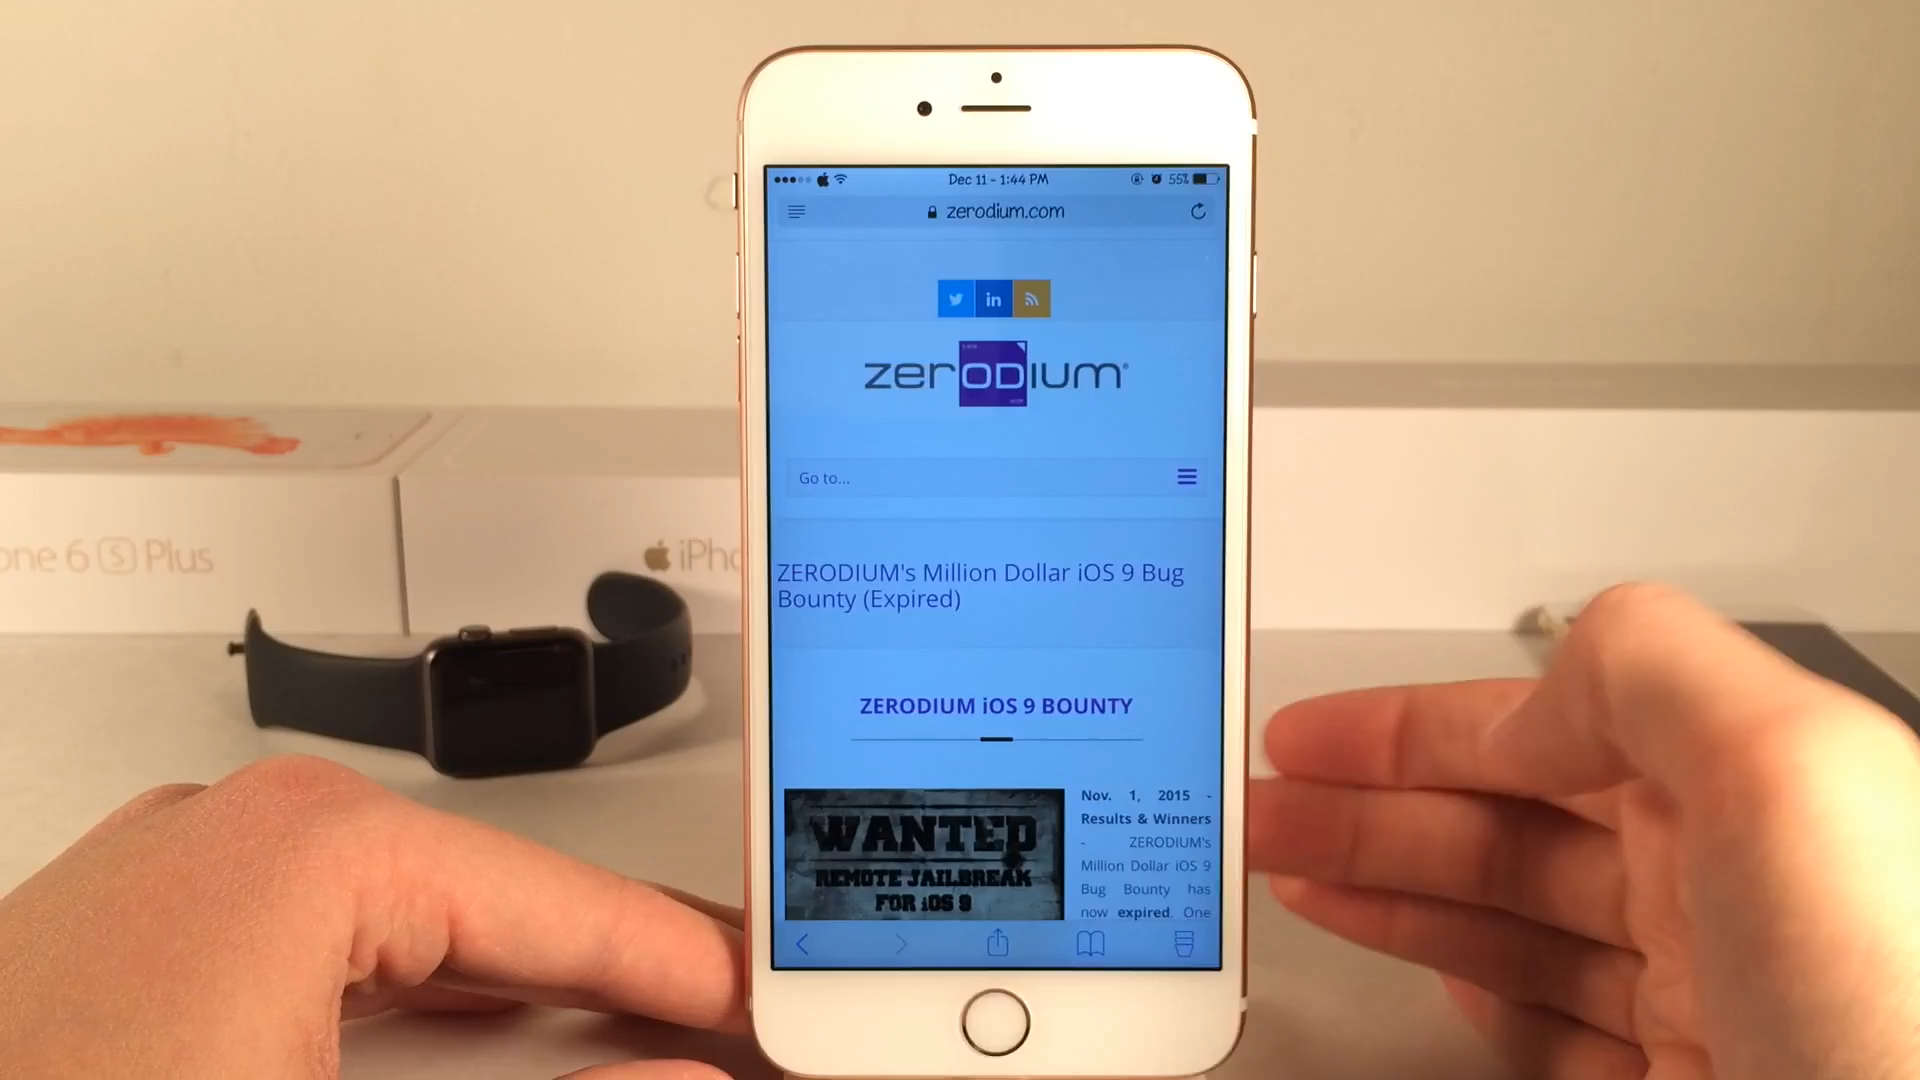 Dec 11 - 1:44 PM
55%
zerodium.com
in
zerODIUM
Go to...
ZERODIUM's Million Dollar iOS 9 Bug
Bounty (Expired)
ZERODIUM iOS 9 BOUNTY
WANTED
REMOTE JAILBREAK
FOR iOS 9
Nov. 1, 2015 -
Results & Winners
- ZERODIUM's
Million Dollar iOS 9
Bug Bounty has
now expired. One
one 6 S Plus
iPho